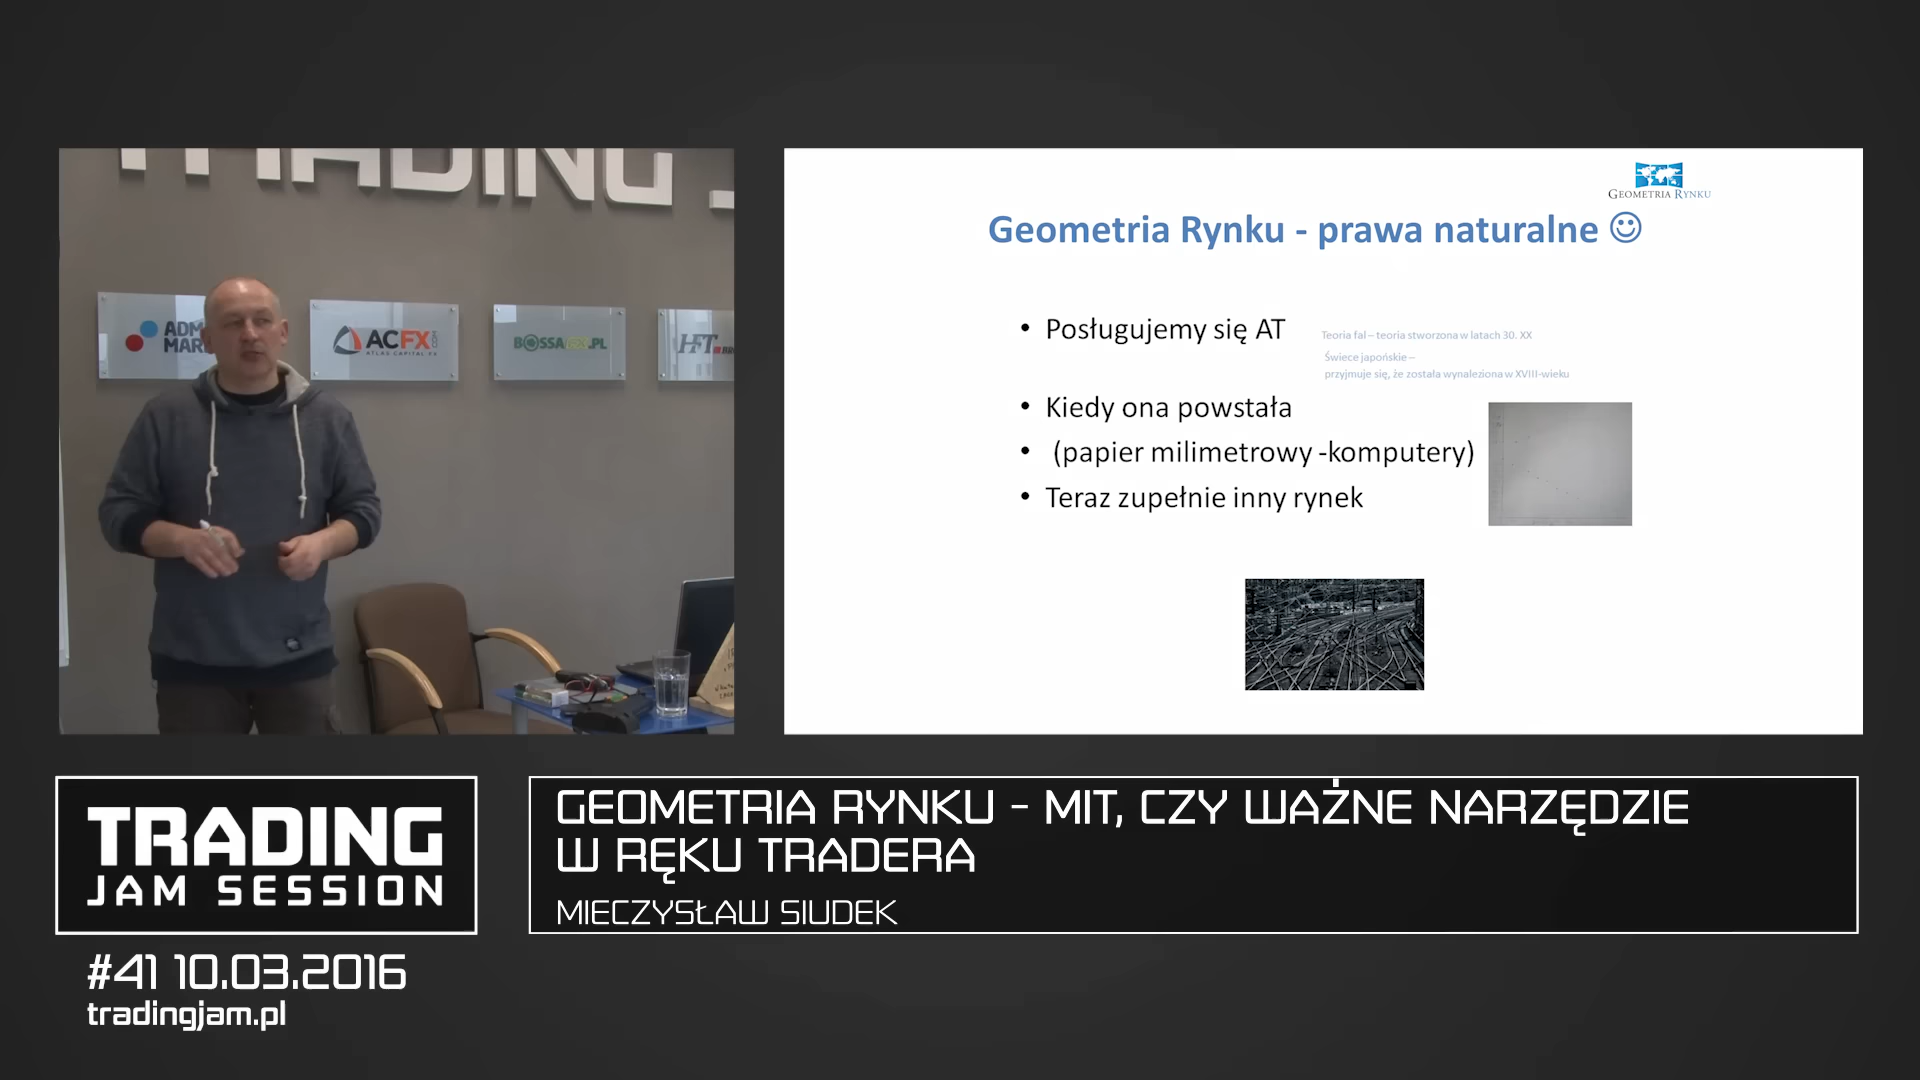 TRADING
ADM
MAR
ACFX
.COM
ATLAS CAPITAL FX
BOSSAFX.PL
HFT
GEOMETRIA RYNKU
Geometria Rynku - prawa naturalne ☺
• Posługujemy się AT
Teoria fal – teoria stworzona w latach 30. XX
Świece japońskie –
przyjmuje się, że została wynaleziona w XVIII-wieku
• Kiedy ona powstała
• (papier milimetrowy -komputery)
• Teraz zupełnie inny rynek
TRADING
JAM SESSION
#41 10.03.2016
tradingjam.pl
GEOMETRIA RYNKU - MIT, CZY WAŻNE NARZĘDZIE
W RĘKU TRADERA
MIECZYSŁAW SIUDEK